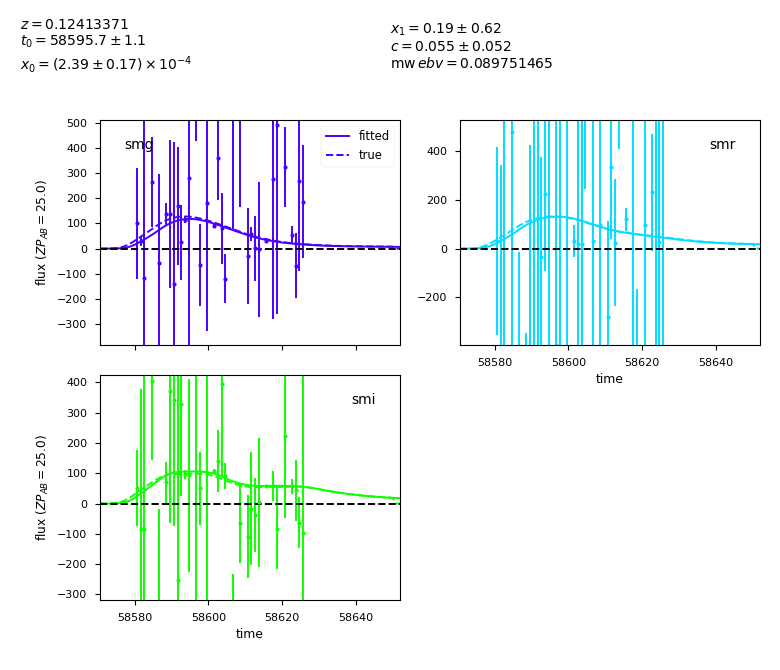 z = 0.12413371
t₀ = 58595.7 ± 1.1
x₀ = (2.39 ± 0.17) × 10⁻⁴
x₁ = 0.19 ± 0.62
c = 0.055 ± 0.052
mw ebv = 0.089751465
500
400
300
200
100
0
−100
−200
−300
flux (ZP_AB = 25.0)
smg
fitted
true
400
200
0
−200
smr
58580 58600 58620 58640
time
400
300
200
100
0
−100
−200
−300
flux (ZP_AB = 25.0)
smi
58580 58600 58620 58640
time